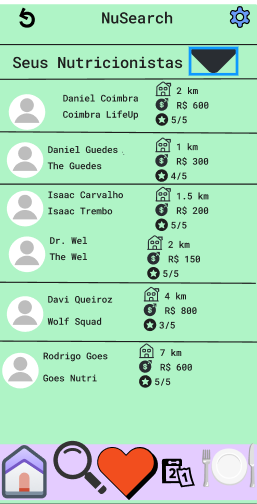 NuSearch
Seus Nutricionistas
Daniel Coimbra
Coimbra LifeUp
2 km
R$ 600
5/5
Daniel Guedes
The Guedes
1 km
R$ 300
4/5
Isaac Carvalho
Isaac Trembo
1.5 km
R$ 200
5/5
Dr. Wel
The Wel
2 km
R$ 150
5/5
Davi Queiroz
Wolf Squad
4 km
R$ 800
3/5
Rodrigo Goes
Goes Nutri
7 km
R$ 600
5/5
2
1